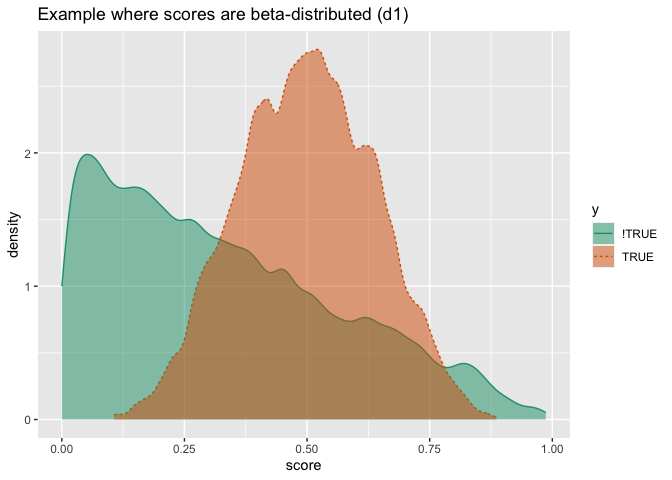 Example where scores are beta-distributed (d1)
density
2
1
0
0.00
0.25
0.50
0.75
1.00
score
y
!TRUE
TRUE